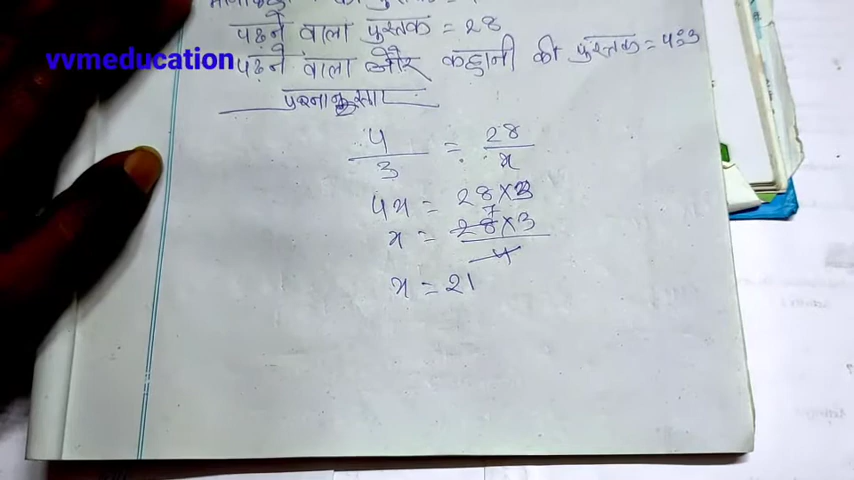 की
पढ़ने वाला पुस्तक = 28
vvmeducation
पढ़ने वाला और कहानी की पुस्तक = 4:3
प्रश्नानुसार
4/3 = 28/x
4x = 28×3
7
x = 28×3/4
x = 21